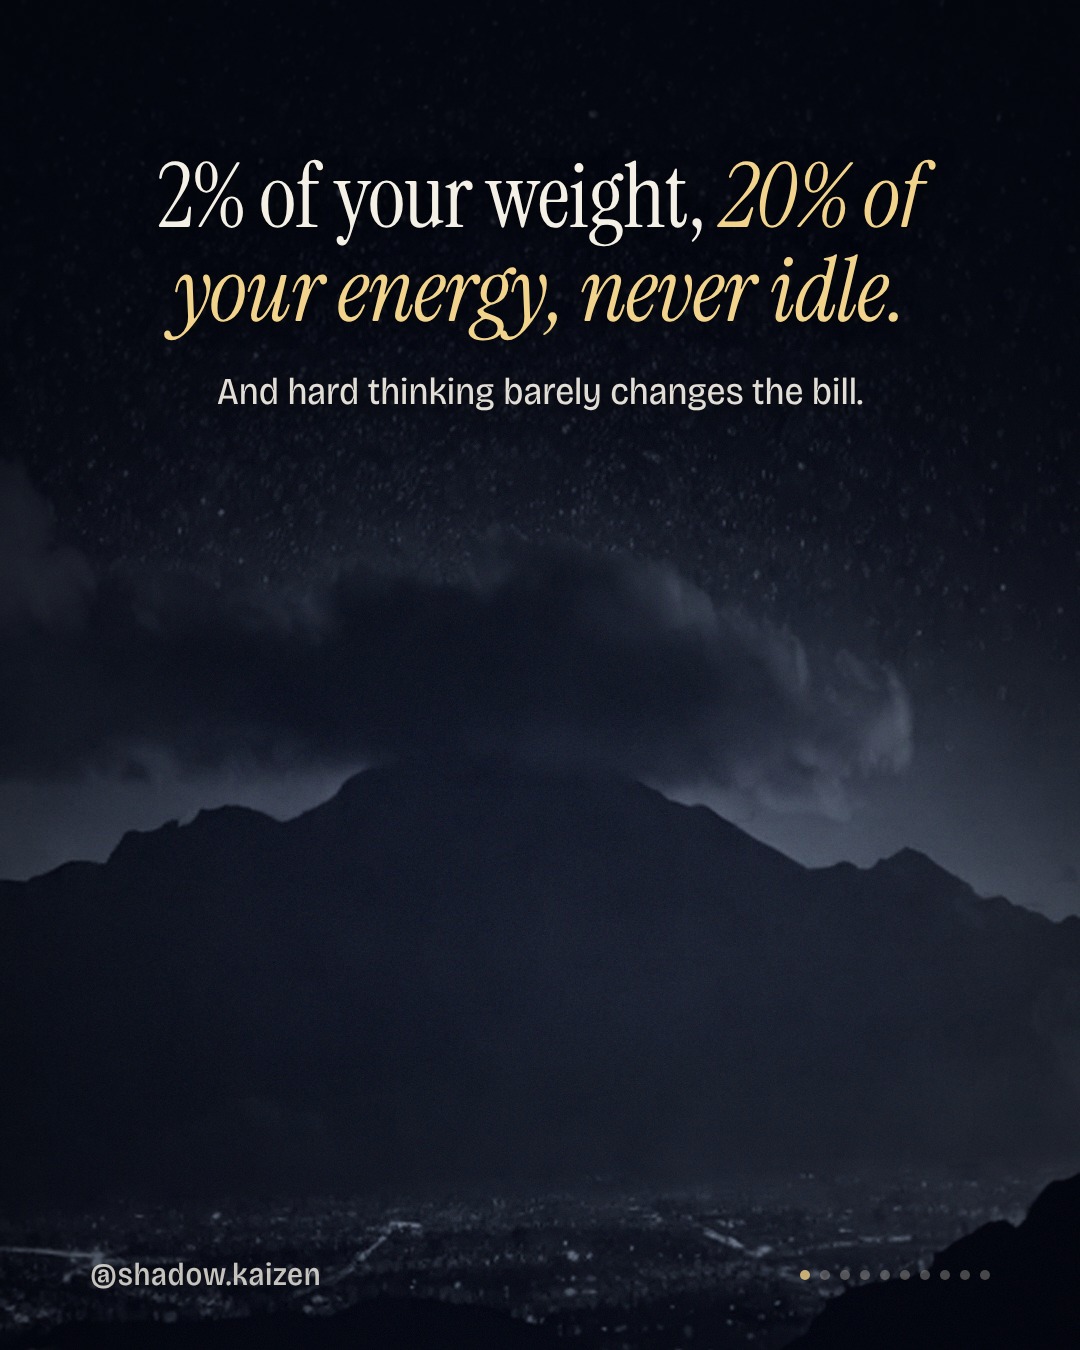 2% of your weight, 20% of
your energy, never idle.
And hard thinking barely changes the bill.
@shadow.kaizen